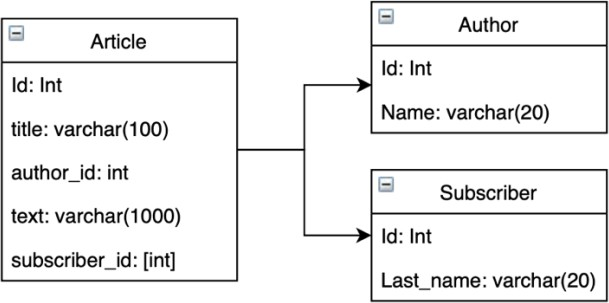 Article
Id: Int
title: varchar(100)
author_id: int
text: varchar(1000)
subscriber_id: [int]
Author
Id: Int
Name: varchar(20)
Subscriber
Id: Int
Last_name: varchar(20)